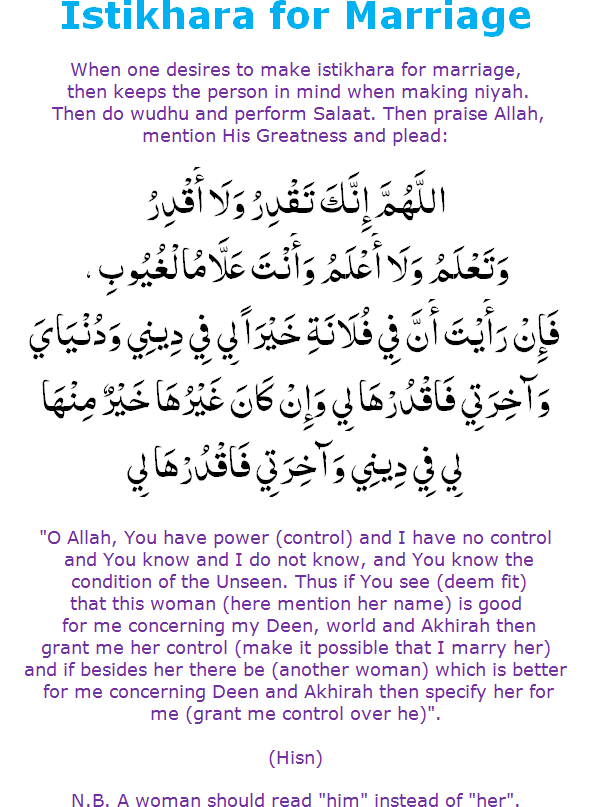 Istikhara for Marriage
When one desires to make istikhara for marriage,
then keeps the person in mind when making niyah.
Then do wudhu and perform Salaat. Then praise Allah,
mention His Greatness and plead:
اللَّهُمَّ إِنَّكَ تَقْدِرُ وَلَا أَقْدِرُ
وَتَعْلَمُ وَلَا أَعْلَمُ وَأَنْتَ عَلَّامُ الْغُيُوبِ ،
فَإِنْ رَأَيْتَ أَنَّ فِي فُلَانَةِ خَيْرَاً لِي فِي دِينِي وَدُنْيَايَ
وَآخِرَتِي فَاقْدُرْهَا لِي وَإِنْ كَانَ غَيْرُهَا خَيْرٌ مِنْهَا
لِي فِي دِينِي وَآخِرَتِي فَاقْدُرْهَا لِي
"O Allah, You have power (control) and I have no control
and You know and I do not know, and You know the
condition of the Unseen. Thus if You see (deem fit)
that this woman (here mention her name) is good
for me concerning my Deen, world and Akhirah then
grant me her control (make it possible that I marry her)
and if besides her there be (another woman) which is better
for me concerning Deen and Akhirah then specify her for
me (grant me control over he)".
(Hisn)
N.B. A woman should read "him" instead of "her".